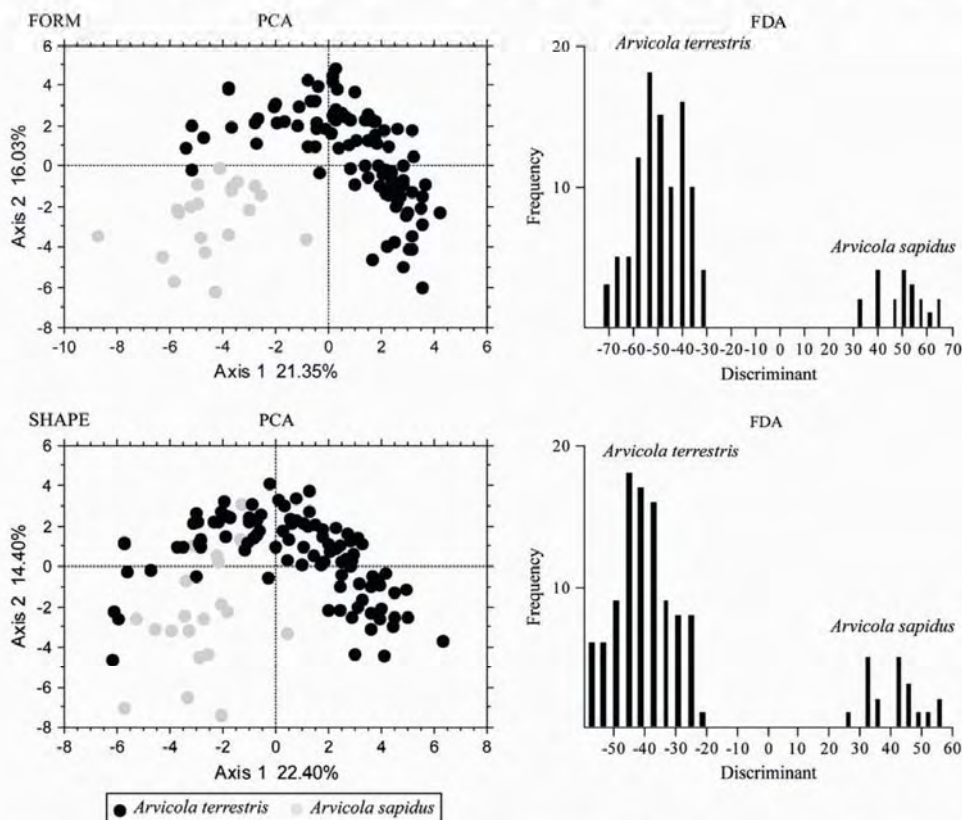 FORM PCA FDA
Arvicola terrestris
6
4
2
0
-2
-4
-6
-8
Axis 2 16.03%
-10 -8 -6 -4 -2 0 2 4 6
Axis 1 21.35%
20
10
Frequency
Arvicola sapidus
-70 -60 -50 -40 -30 -20 -10 0 10 20 30 40 50 60 70
Discriminant
SHAPE PCA FDA
Arvicola terrestris
8
6
4
2
0
-2
-4
-6
-8
Axis 2 14.40%
-8 -6 -4 -2 0 2 4 6 8
Axis 1 22.40%
20
10
Frequency
Arvicola sapidus
-50 -40 -30 -20 -10 0 10 20 30 40 50 60
Discriminant
Arvicola terrestris Arvicola sapidus